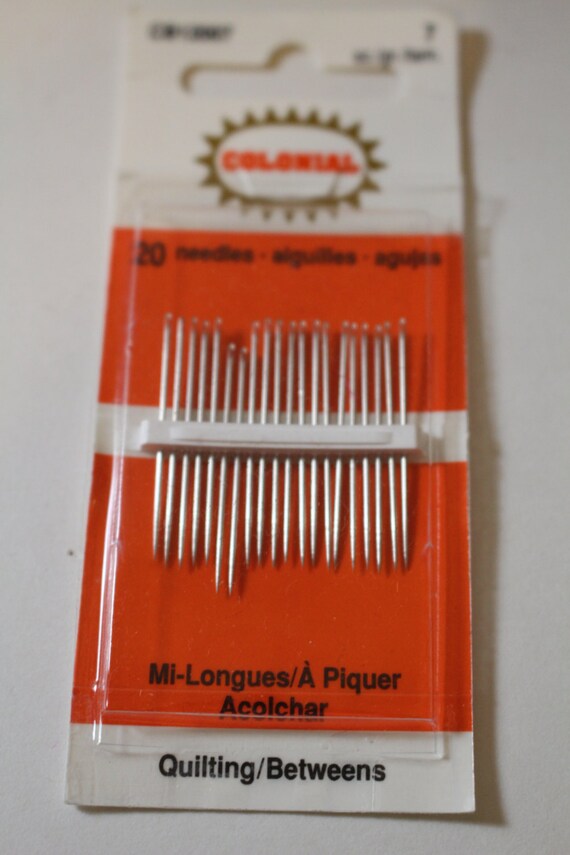 7
COLONIAL
20 needles · aiguilles · agujas
Mi-Longues/À Piquer
Acolchar
Quilting/Betweens